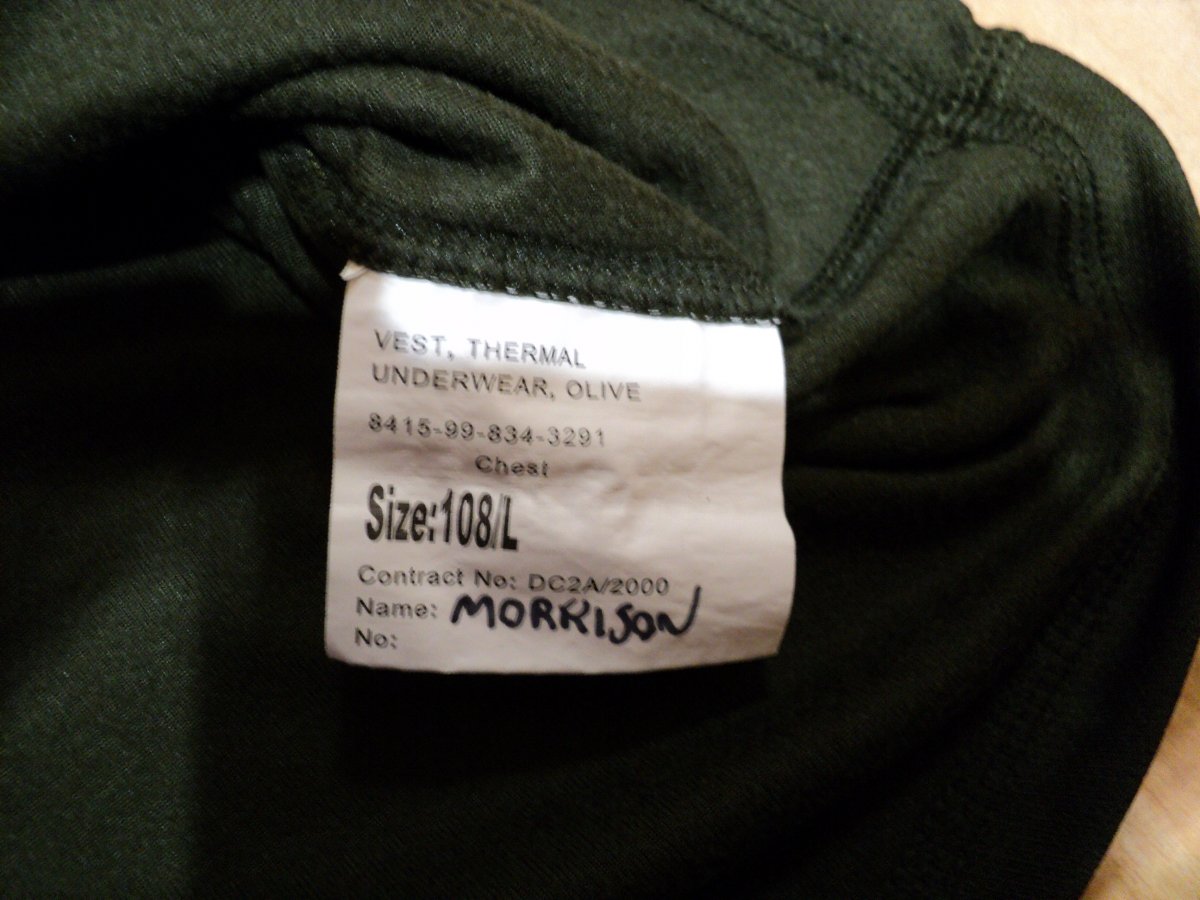 VEST, THERMAL
UNDERWEAR, OLIVE
8415-99-834-3291
Chest
Size:108/L
Contract No: DC2A/2000
Name: MORRISON
No: